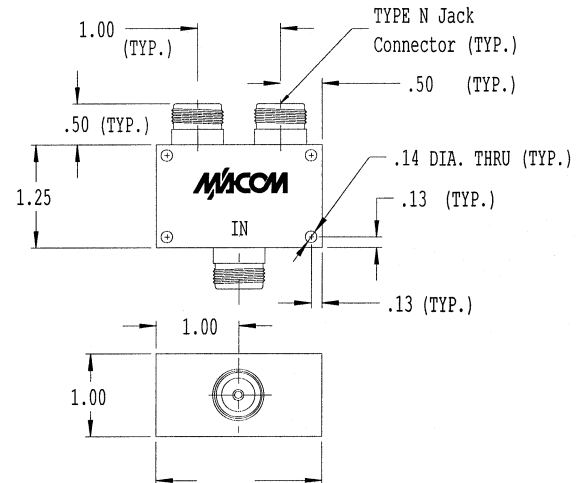 1.00
(TYP.)
TYPE N Jack
Connector (TYP.)
.50 (TYP.)
.50 (TYP.)
.14 DIA. THRU (TYP.)
1.25
M/ACOM
.13 (TYP.)
IN
.13 (TYP.)
1.00
1.00